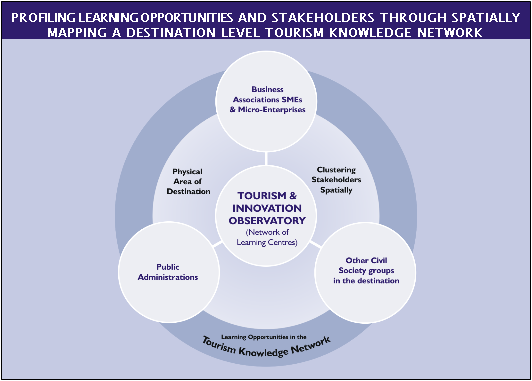 PROFILING LEARNING OPPORTUNITIES AND STAKEHOLDERS THROUGH SPATIALLY
MAPPING A DESTINATION LEVEL TOURISM KNOWLEDGE NETWORK
Business
Associations SMEs
& Micro-Enterprises
Physical
Area of
Destination
Clustering
Stakeholders
Spatially
TOURISM &
INNOVATION
OBSERVATORY
(Network of
Learning Centres)
Public
Administrations
Other Civil
Society groups
in the destination
Learning Opportunities in the
Tourism Knowledge Network